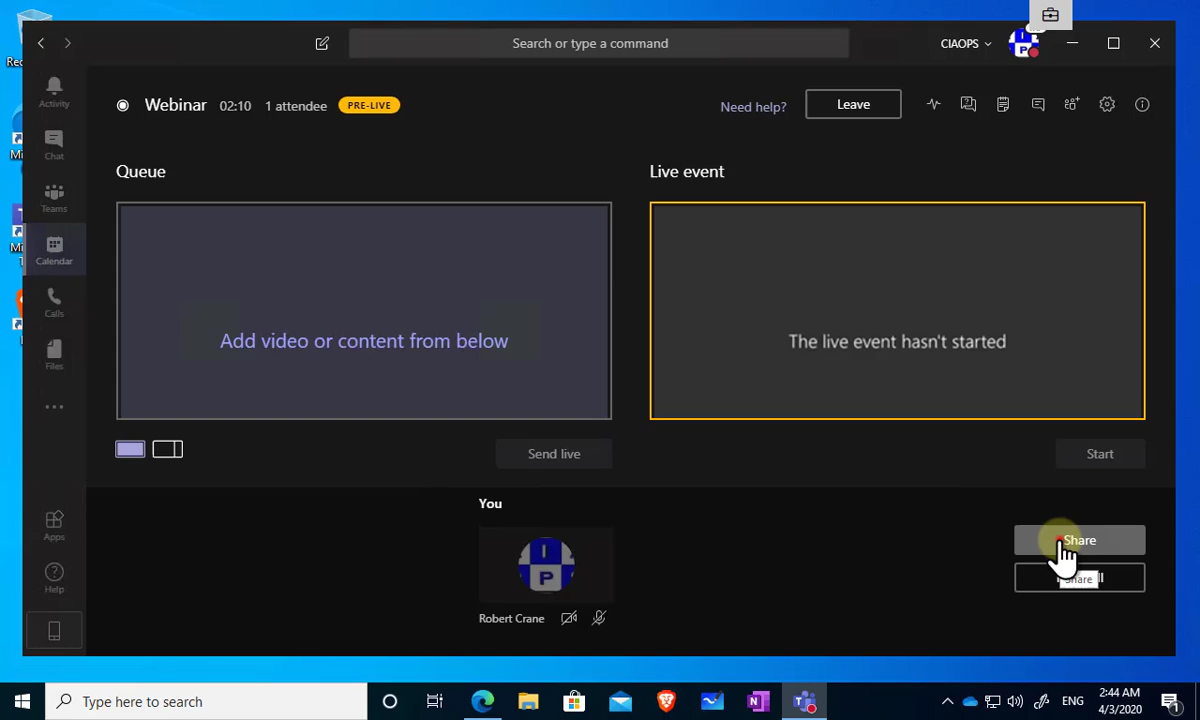 Search or type a command
CIAOPS
Activity
Chat
Teams
Calendar
Calls
Files
Apps
Help
Webinar 02:10 1 attendee PRE-LIVE
Need help? Leave
Queue
Live event
Add video or content from below
The live event hasn't started
Send live
Start
You
I
P
Robert Crane
Share
Share
Type here to search
ENG
2:44 AM
4/3/2020
1